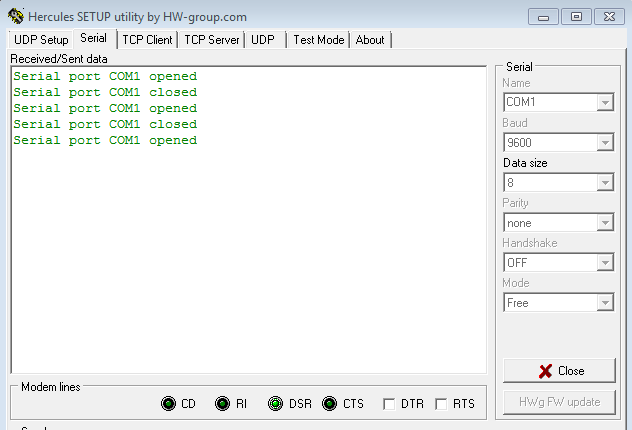 Hercules SETUP utility by HW-group.com
UDP Setup Serial TCP Client TCP Server UDP Test Mode About
Received/Sent data
Serial port COM1 opened
Serial port COM1 closed
Serial port COM1 opened
Serial port COM1 closed
Serial port COM1 opened
Serial
Name
COM1
Baud
9600
Data size
8
Parity
none
Handshake
OFF
Mode
Free
Close
HWg FW update
Modem lines
CD RI DSR CTS DTR RTS